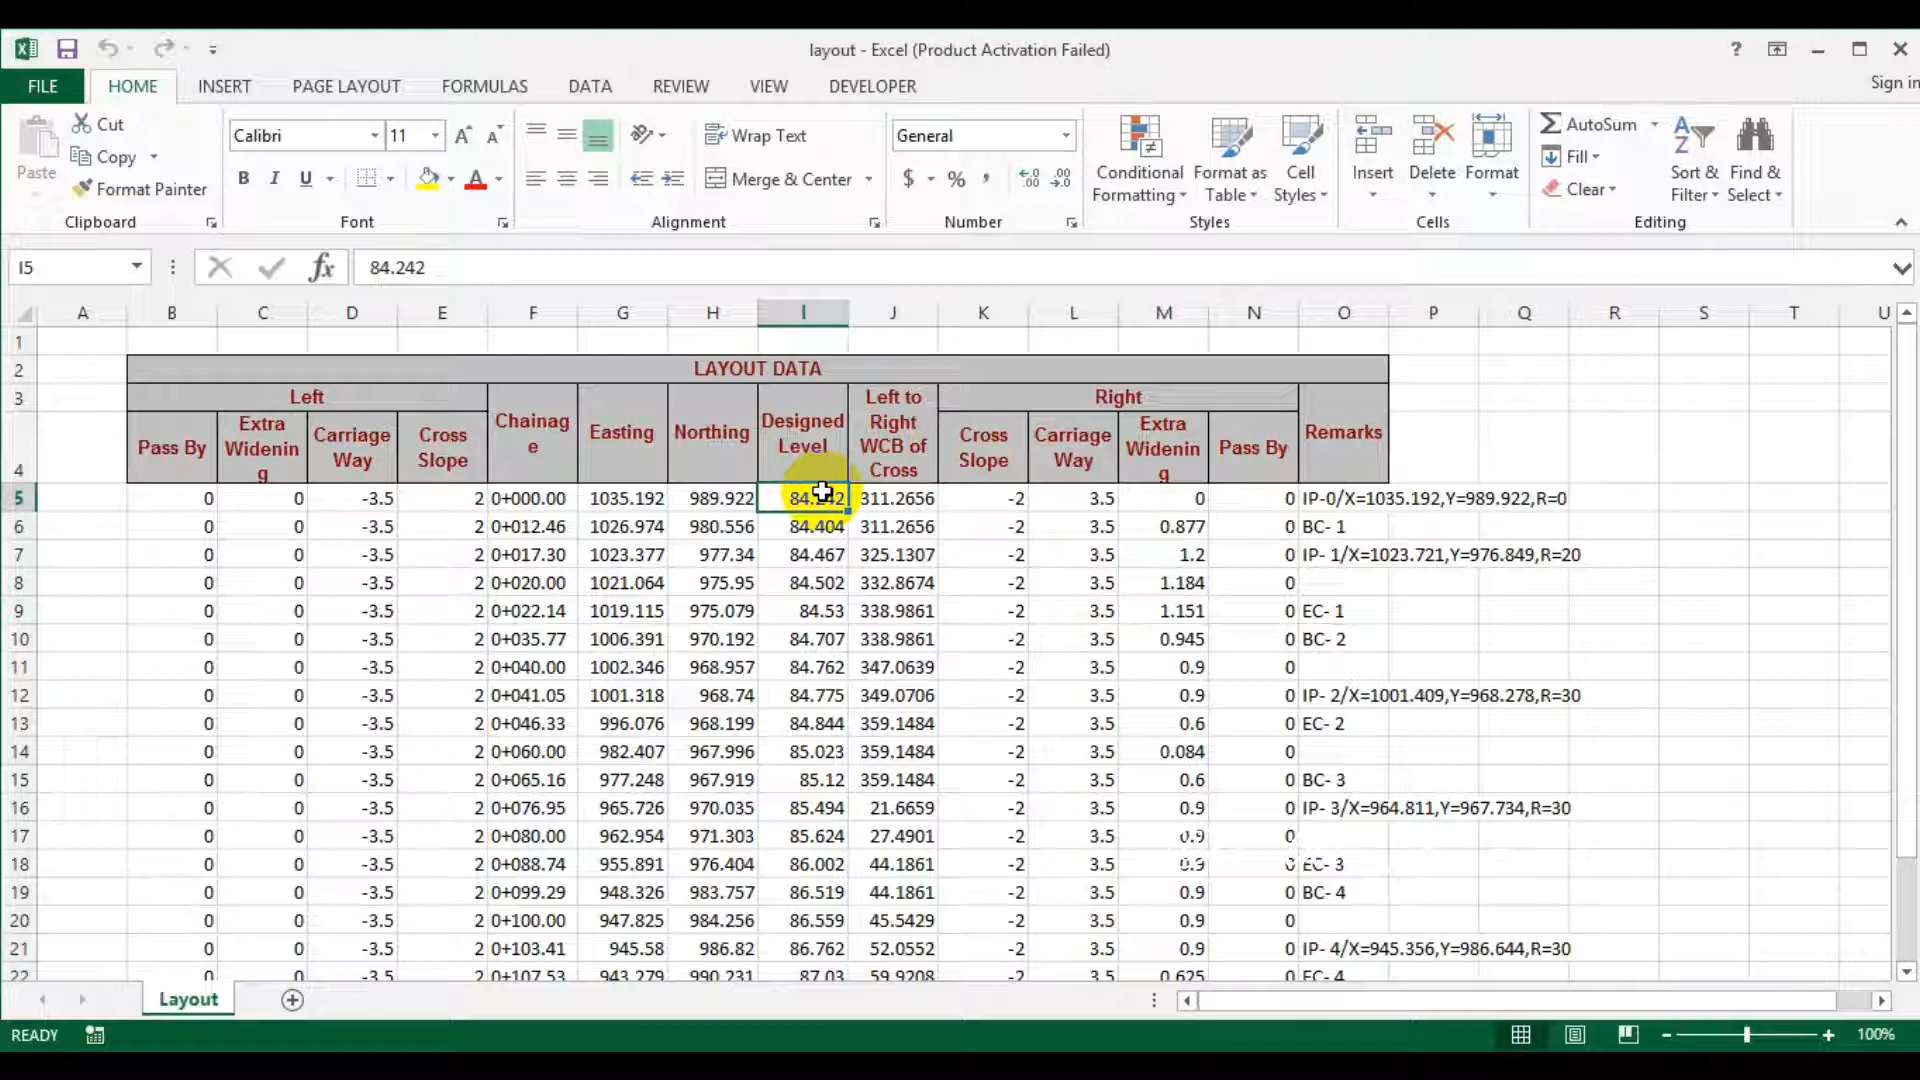 layout - Excel (Product Activation Failed)
?
FILE HOME INSERT PAGE LAYOUT FORMULAS DATA REVIEW VIEW DEVELOPER Sign in
Paste
Cut
Copy
Format Painter
Clipboard
Calibri 11
B I U
Font
Wrap Text
Merge & Center
Alignment
General
$ % ,
Number
Conditional
Formatting
Format as
Table
Cell
Styles
Styles
Insert Delete Format
Cells
AutoSum
Fill
Clear
Sort &
Filter
Find &
Select
Editing
I5 fx 84.242
A B C D E F G H I J K L M N O P Q R S T U
1
2 LAYOUT DATA
3 Left Chainag
e Easting Northing Designed
Level Left to
Right
WCB of
Cross Right Remarks
4 Pass By Extra
Widenin
g Carriage
Way Cross
Slope Cross
Slope Carriage
Way Extra
Widenin
g Pass By
5 0 0 -3.5 2 0+000.00 1035.192 989.922 84.242 311.2656 -2 3.5 0 0 IP-0/X=1035.192,Y=989.922,R=0
6 0 0 -3.5 2 0+012.46 1026.974 980.556 84.404 311.2656 -2 3.5 0.877 0 BC- 1
7 0 0 -3.5 2 0+017.30 1023.377 977.34 84.467 325.1307 -2 3.5 1.2 0 IP- 1/X=1023.721,Y=976.849,R=20
8 0 0 -3.5 2 0+020.00 1021.064 975.95 84.502 332.8674 -2 3.5 1.184 0
9 0 0 -3.5 2 0+022.14 1019.115 975.079 84.53 338.9861 -2 3.5 1.151 0 EC- 1
10 0 0 -3.5 2 0+035.77 1006.391 970.192 84.707 338.9861 -2 3.5 0.945 0 BC- 2
11 0 0 -3.5 2 0+040.00 1002.346 968.957 84.762 347.0639 -2 3.5 0.9 0
12 0 0 -3.5 2 0+041.05 1001.318 968.74 84.775 349.0706 -2 3.5 0.9 0 IP- 2/X=1001.409,Y=968.278,R=30
13 0 0 -3.5 2 0+046.33 996.076 968.199 84.844 359.1484 -2 3.5 0.6 0 EC- 2
14 0 0 -3.5 2 0+060.00 982.407 967.996 85.023 359.1484 -2 3.5 0.084 0
15 0 0 -3.5 2 0+065.16 977.248 967.919 85.12 359.1484 -2 3.5 0.6 0 BC- 3
16 0 0 -3.5 2 0+076.95 965.726 970.035 85.494 21.6659 -2 3.5 0.9 0 IP- 3/X=964.811,Y=967.734,R=30
17 0 0 -3.5 2 0+080.00 962.954 971.303 85.624 27.4901 -2 3.5 0.9 0
18 0 0 -3.5 2 0+088.74 955.891 976.404 86.002 44.1861 -2 3.5 0.9 0 EC- 3
19 0 0 -3.5 2 0+099.29 948.326 983.757 86.519 44.1861 -2 3.5 0.9 0 BC- 4
20 0 0 -3.5 2 0+100.00 947.825 984.256 86.559 45.5429 -2 3.5 0.9 0
21 0 0 -3.5 2 0+103.41 945.58 986.82 86.762 52.0552 -2 3.5 0.9 0 IP- 4/X=945.356,Y=986.644,R=30
22 0 0 -3.5 2 0+107.53 943.279 990.231 87.03 59.9208 -2 3.5 0.625 0 EC- 4
Layout
READY 100%